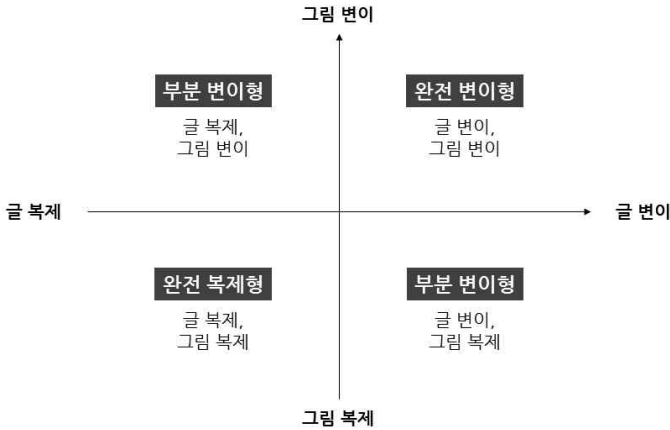 그림 변이
부분 변이형
글 복제,
그림 변이
완전 변이형
글 변이,
그림 변이
글 복제
글 변이
완전 복제형
글 복제,
그림 복제
부분 변이형
글 변이,
그림 복제
그림 복제